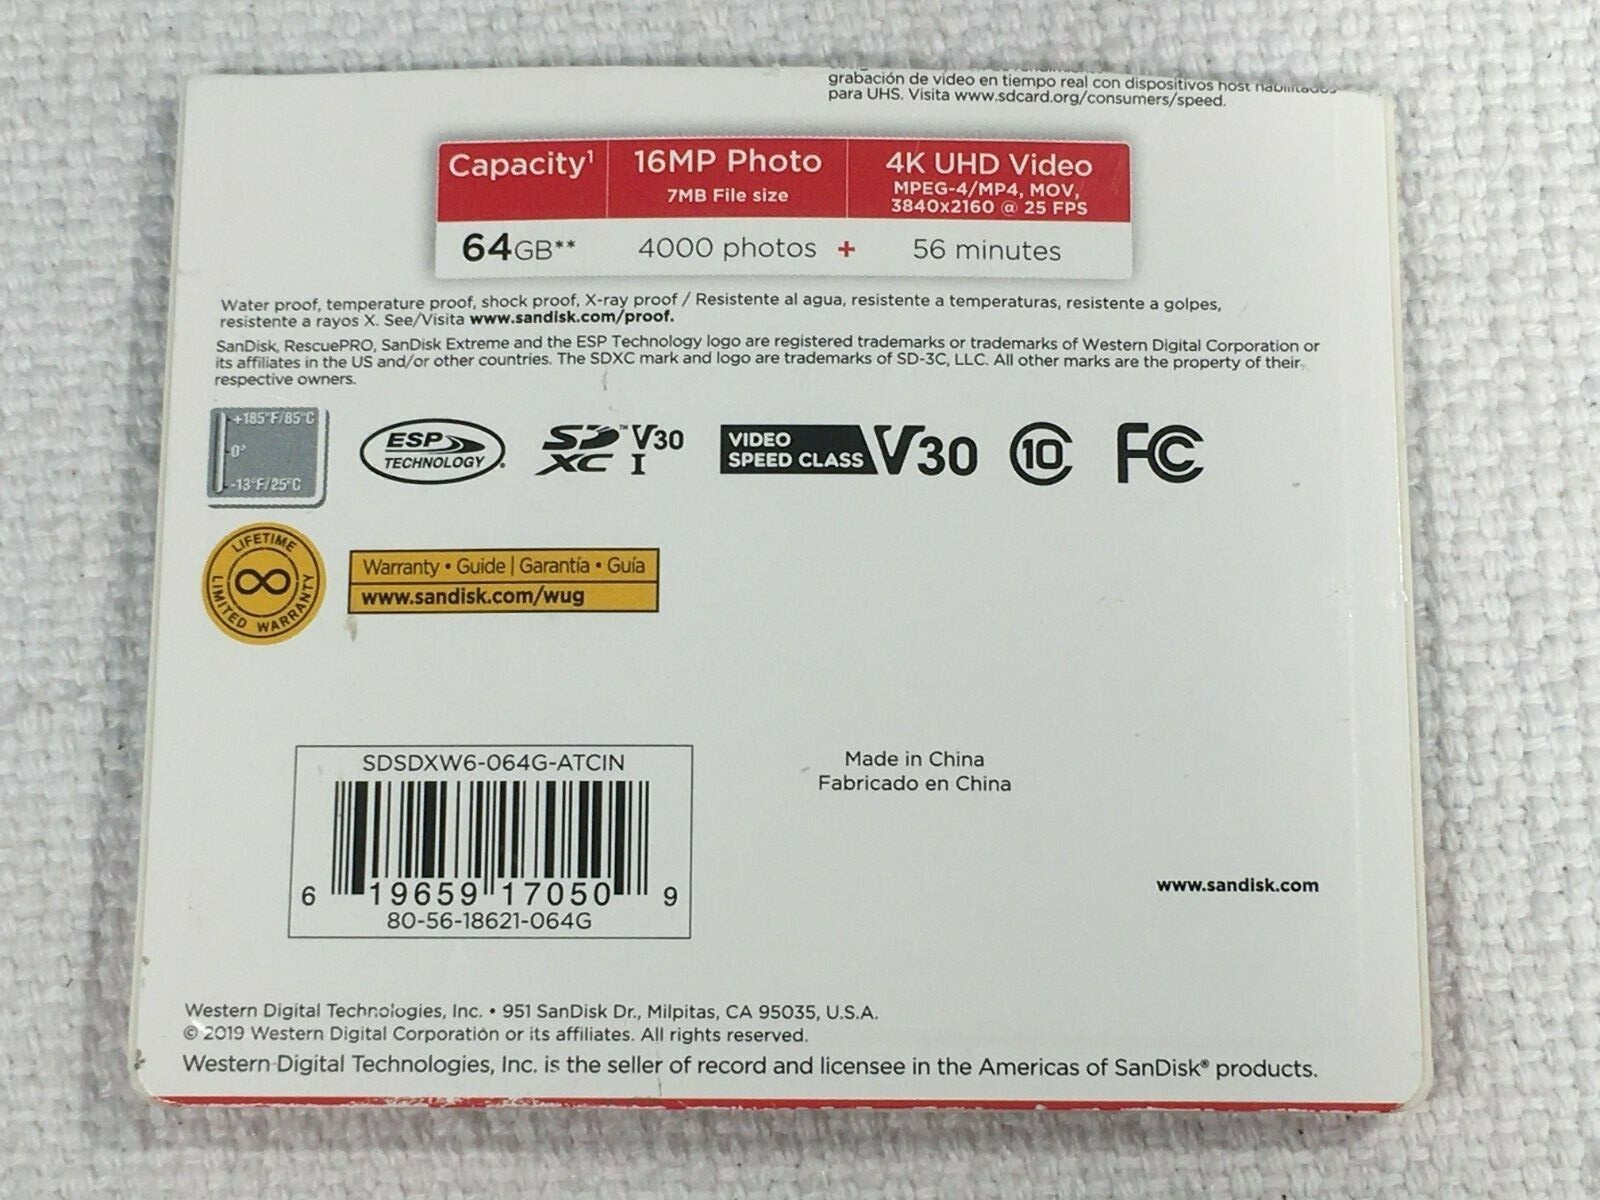 grabación de video en tiempo real con dispositivos host habilitados
para UHS. Visita www.sdcard.org/consumers/speed.
Capacity¹ 16MP Photo 4K UHD Video
7MB File size MPEG-4/MP4, MOV,
3840x2160 @ 25 FPS
64GB** 4000 photos + 56 minutes
Water proof, temperature proof, shock proof, X-ray proof / Resistente al agua, resistente a temperaturas, resistente a golpes,
resistente a rayos X. See/Visita www.sandisk.com/proof.
SanDisk, RescuePRO, SanDisk Extreme and the ESP Technology logo are registered trademarks or trademarks of Western Digital Corporation or
its affiliates in the US and/or other countries. The SDXC mark and logo are trademarks of SD-3C, LLC. All other marks are the property of their
respective owners.
+185°F/85°C
0°
-13°F/25°C
ESP
TECHNOLOGY
SD™ V30
XC I
VIDEO
SPEED CLASS V30
10
FC
LIFETIME
LIMITED WARRANTY
Warranty • Guide | Garantía • Guía
www.sandisk.com/wug
SDSDXW6-064G-ATCIN
6 19659 17050 9
80-56-18621-064G
Made in China
Fabricado en China
www.sandisk.com
Western Digital Technologies, Inc. • 951 SanDisk Dr., Milpitas, CA 95035, U.S.A.
© 2019 Western Digital Corporation or its affiliates. All rights reserved.
Western Digital Technologies, Inc. is the seller of record and licensee in the Americas of SanDisk® products.